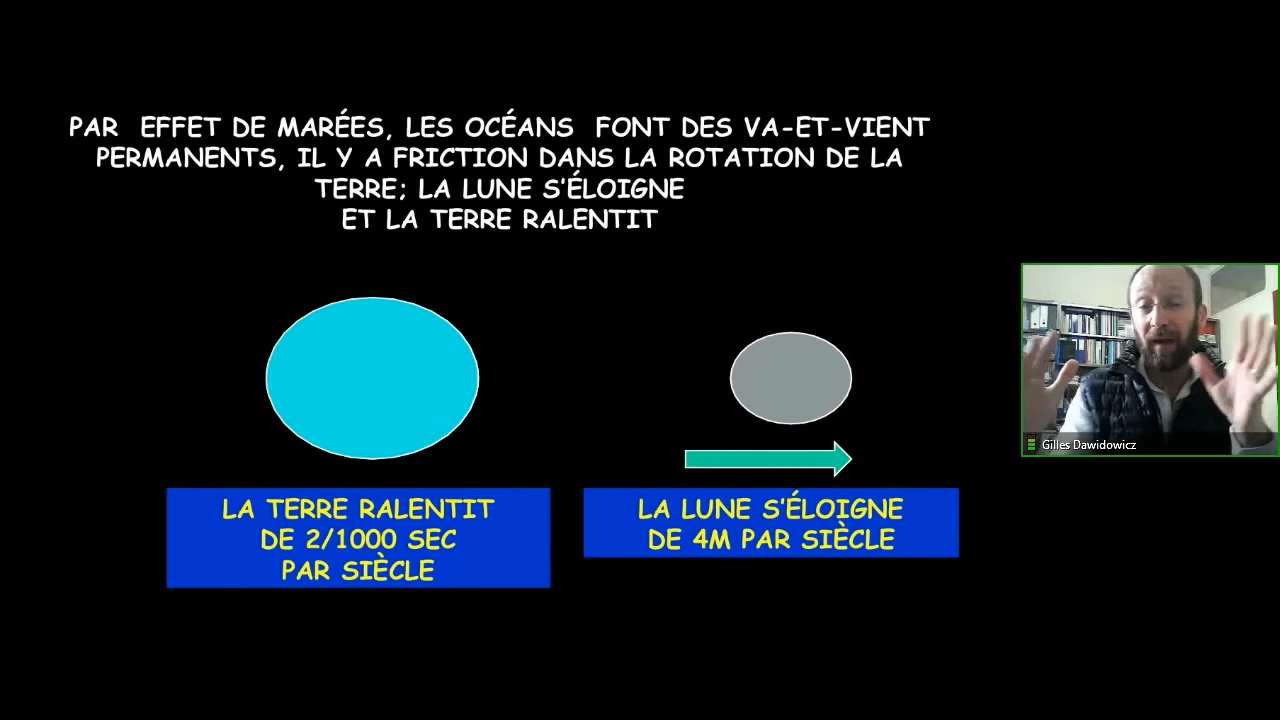 PAR EFFET DE MARÉES, LES OCÉANS FONT DES VA-ET-VIENT
PERMANENTS, IL Y A FRICTION DANS LA ROTATION DE LA
TERRE; LA LUNE S'ÉLOIGNE
ET LA TERRE RALENTIT
LA TERRE RALENTIT
DE 2/1000 SEC
PAR SIÈCLE
LA LUNE S'ÉLOIGNE
DE 4M PAR SIÈCLE
Gilles Dawidowicz